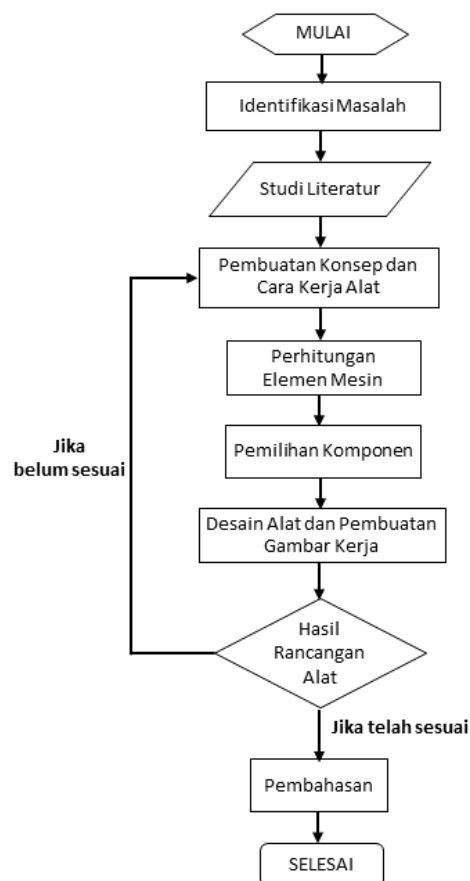 MULAI
Identifikasi Masalah
Studi Literatur
Pembuatan Konsep dan
Cara Kerja Alat
Perhitungan
Elemen Mesin
Jika
belum sesuai
Pemilihan Komponen
Desain Alat dan Pembuatan
Gambar Kerja
Hasil
Rancangan
Alat
Jika telah sesuai
Pembahasan
SELESAI